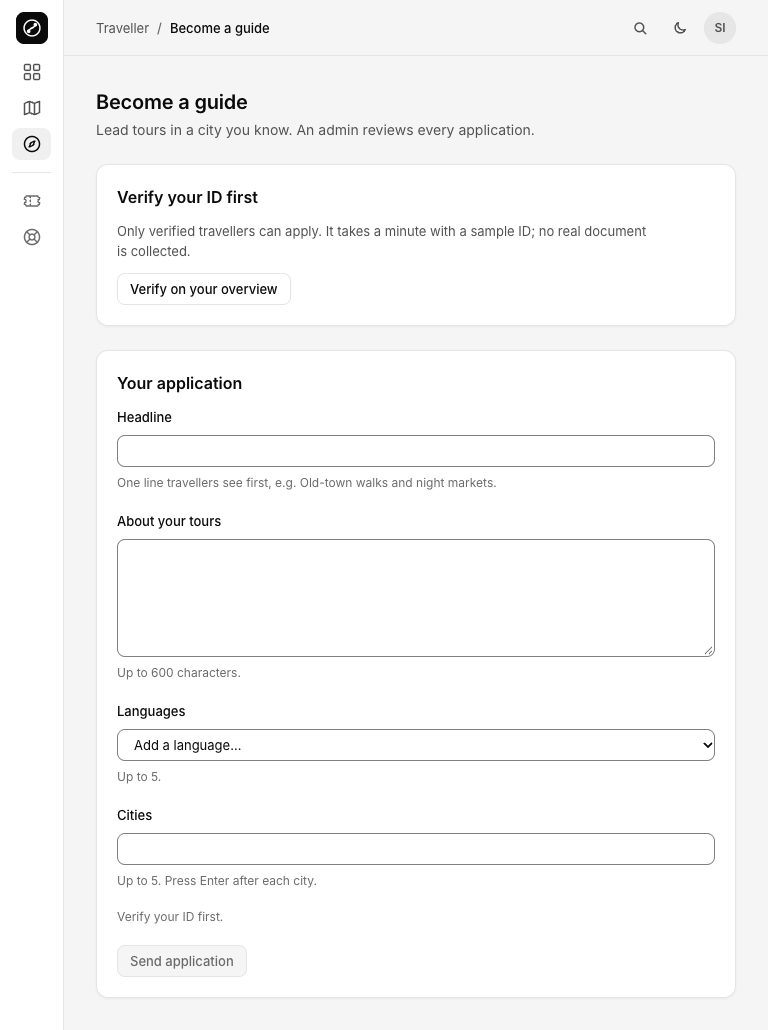 Traveller / Become a guide
SI
Become a guide
Lead tours in a city you know. An admin reviews every application.
Verify your ID first
Only verified travellers can apply. It takes a minute with a sample ID; no real document
is collected.
Verify on your overview
Your application
Headline
One line travellers see first, e.g. Old-town walks and night markets.
About your tours
Up to 600 characters.
Languages
Add a language...
Up to 5.
Cities
Up to 5. Press Enter after each city.
Verify your ID first.
Send application